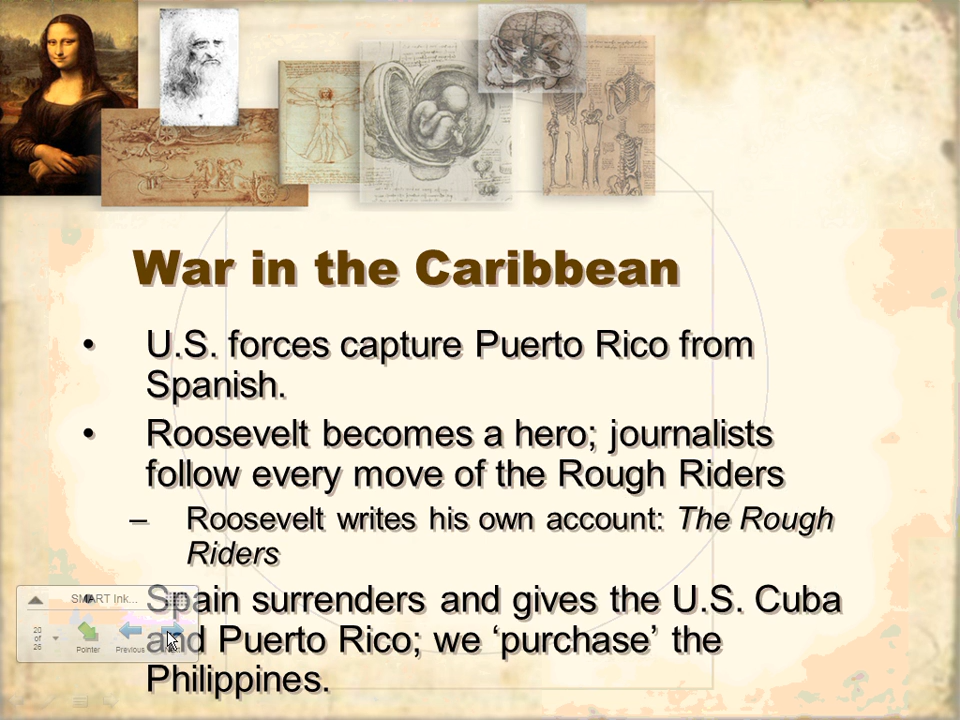 War in the Caribbean
• U.S. forces capture Puerto Rico from
Spanish.
• Roosevelt becomes a hero; journalists
follow every move of the Rough Riders
– Roosevelt writes his own account: The Rough
Riders
Spain surrenders and gives the U.S. Cuba
and Puerto Rico; we ‘purchase’ the
Philippines.
SMART Ink...
20
of
26
Pointer
Previous